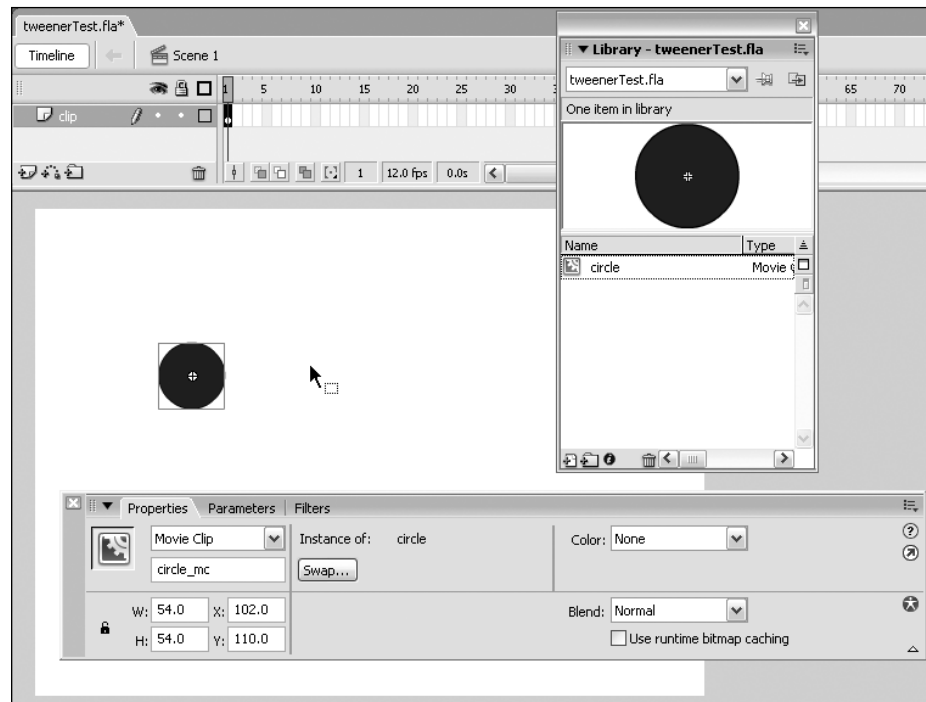 tweenerTest.fla*
Timeline
Scene 1
1 5 10 15 20 25 30 65 70
clip
1 12.0 fps 0.0s
Library - tweenerTest.fla
tweenerTest.fla
One item in library
Name Type
circle Movie
Properties Parameters Filters
Movie Clip
Instance of: circle
Color: None
circle_mc
Swap...
W: 54.0 X: 102.0
Blend: Normal
H: 54.0 Y: 110.0
Use runtime bitmap caching